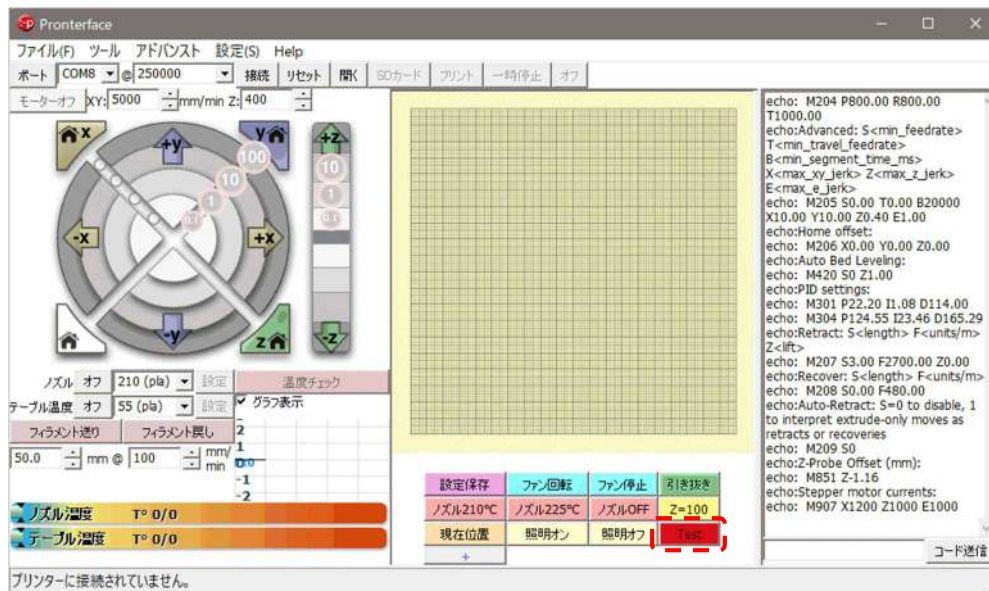 Pronterface
ファイル(F) ツール アドバンスト 設定(S) Help
ポート COM8 @ 250000 接続 リセット 開く SDカード プリント 一時停止 オフ
モーターオフ XY: 5000 mm/min Z: 400
X +y y 100 10 1 0.1
-X +X
-y Z
+Z 10 1 0.1 -Z
ノズル オフ 210 (pla) 設定 温度チェック
テーブル温度 オフ 55 (pla) 設定 グラフ表示
フィラメント送り フィラメント戻し
50.0 mm @ 100 mm/min
2
1
0.0
-1
-2
ノズル温度 T° 0/0
テーブル温度 T° 0/0
設定保存 ファン回転 ファン停止 引き抜き
ノズル210℃ ノズル225℃ ノズルOFF Z=100
現在位置 照明オン 照明オフ Test
+
echo: M204 P800.00 R800.00
T1000.00
echo:Advanced: S<min_feedrate>
T<min_travel_feedrate>
B<min_segment_time_ms>
X<max_xy_jerk> Z<max_z_jerk>
E<max_e_jerk>
echo: M205 S0.00 T0.00 B20000
X10.00 Y10.00 Z0.40 E1.00
echo:Home offset:
echo: M206 X0.00 Y0.00 Z0.00
echo:Auto Bed Leveling:
echo: M420 S0 Z1.00
echo:PID settings:
echo: M301 P22.20 I1.08 D114.00
echo: M304 P124.55 I23.46 D165.29
echo:Retract: S<length> F<units/m>
Z<lift>
echo: M207 S3.00 F2700.00 Z0.00
echo:Recover: S<length> F<units/m>
echo: M208 S0.00 F480.00
echo:Auto-Retract: S=0 to disable, 1
to interpret extrude-only moves as
retracts or recoveries
echo: M209 S0
echo:Z-Probe Offset (mm):
echo: M851 Z-1.16
echo:Stepper motor currents:
echo: M907 X1200 Z1000 E1000
コード送信
プリンターに接続されていません。